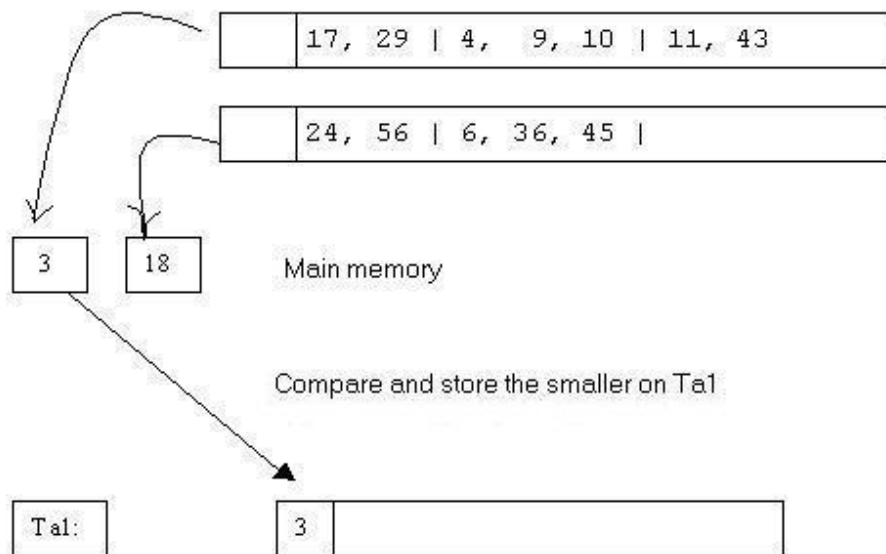 17, 29 | 4, 9, 10 | 11, 43
24, 56 | 6, 36, 45 |
3 18 Main memory
Compare and store the smaller on Ta1
Ta1: 3